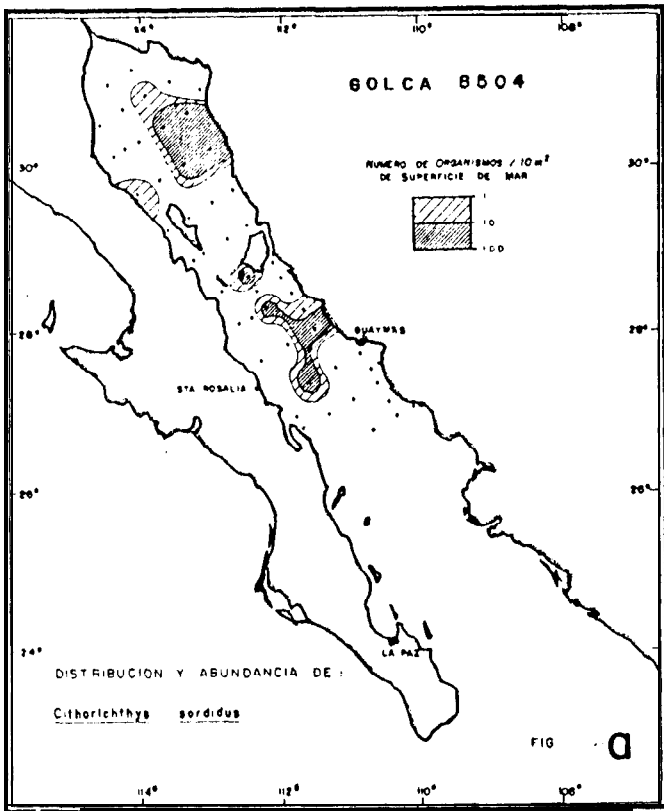 114° 112° 110° 108°
GOLCA 8504
NUMERO DE ORGANISMOS / 10 m²
DE SUPERFICIE DE MAR
1
10
100
30° 30°
28° 28°
GUAYMAS
STA ROSALIA
26° 26°
24°
LA PAZ
DISTRIBUCION Y ABUNDANCIA DE :
Cithorichthys sordidus
FIG a
114° 112° 110° 108°